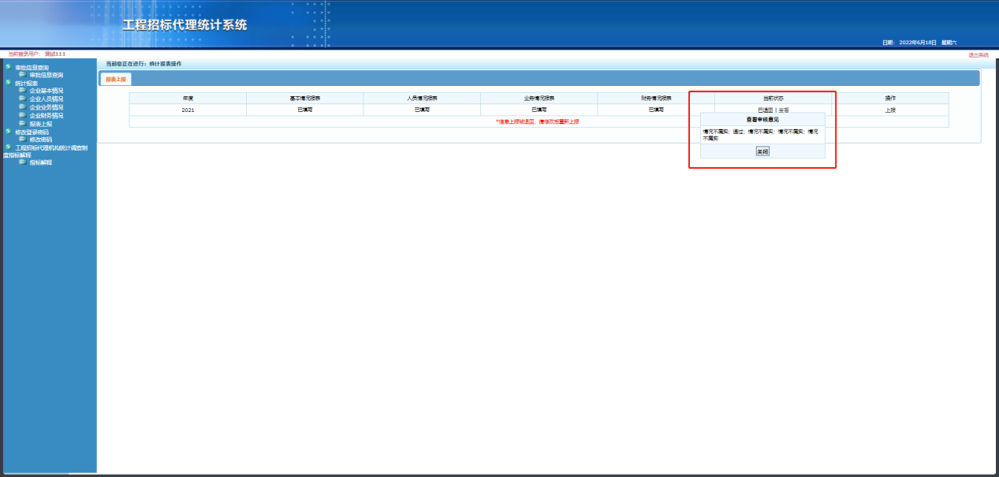 工程招标代理统计系统
日期： 2022年6月18日 星期六
当前登录用户： 测试111
退出系统
审批信息查询
审批信息查询
统计报表
企业基本情况
企业人员情况
企业业务情况
企业财务情况
报表上报
修改登录密码
修改密码
工程招标代理机构统计调查制
度指标解释
指标解释
当前您正在进行：统计报表操作
报表上报
年度 基本情况报表 人员情况报表 业务情况报表 财务情况报表 当前状态 操作
2021 已填写 已填写 已填写 已填写 已退回 | 查看 上报
*信息上报被退回，请修改后重新上报
查看审核意见
情况不属实；通过；情况不属实；情况不属实；情况
不属实
关闭